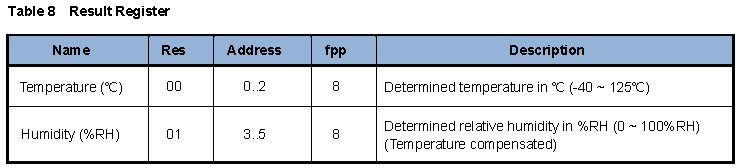 Table 8 Result Register
Name Res Address fpp Description
Temperature (℃) 00 0..2 8 Determined temperature in ℃ (-40 ~ 125℃)
Humidity (%RH) 01 3..5 8 Determined relative humidity in %RH (0 ~ 100%RH)
(Temperature compensated)